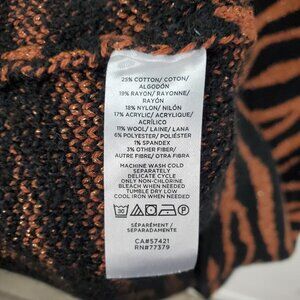 25% COTTON/ COTON/
ALGODÓN
19% RAYON/ RAYONNE/
RAYÓN
18% NYLON/ NILÓN
17% ACRYLIC/ ACRYLIQUE/
ACRÍLICO
11% WOOL/ LAINE/ LANA
6% POLYESTER/ POLIÉSTER
1% SPANDEX
3% OTHER FIBER/
AUTRE FIBRE/ OTRA FIBRA
MACHINE WASH COLD
SEPARATELY
DELICATE CYCLE
ONLY NON-CHLORINE
BLEACH WHEN NEEDED
TUMBLE DRY LOW
IRON WHEN NEEDED
30
SÉPARÉMENT/
SEPARADAMENTE
CA#57421
RN#77379